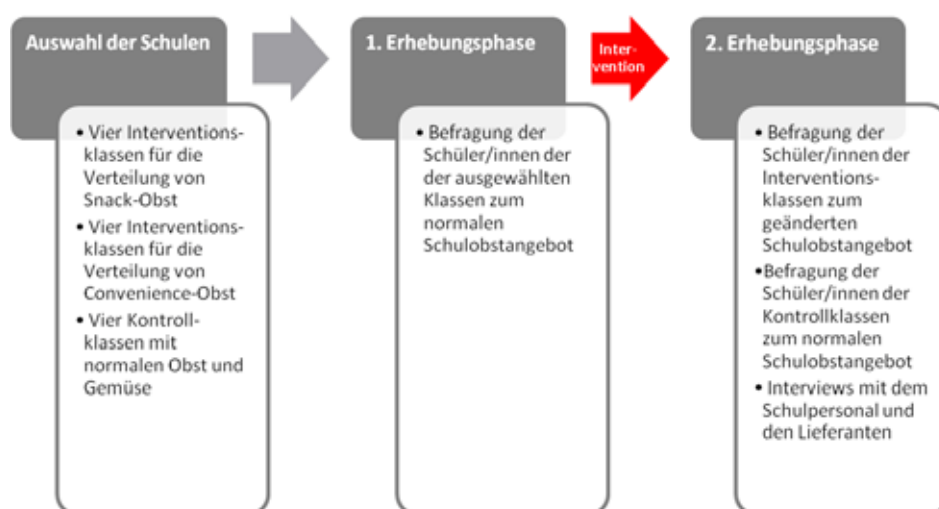 Auswahl der Schulen
• Vier Interventions-
klassen für die
Verteilung von
Snack-Obst
• Vier Interventions-
klassen für die
Verteilung von
Convenience-Obst
• Vier Kontroll-
klassen mit
normalen Obst und
Gemüse
1. Erhebungsphase
• Befragung der
Schüler/innen der
der ausgewählten
Klassen zum
normalen
Schulobstangebot
Inter-
vention
2. Erhebungsphase
• Befragung der
Schüler/innen der
Interventions-
klassen zum
geänderten
Schulobstangebot
•Befragung der
Schüler/innen der
Kontrollklassen
zum normalen
Schulobstangebot
• Interviews mit dem
Schulpersonal und
den Lieferanten